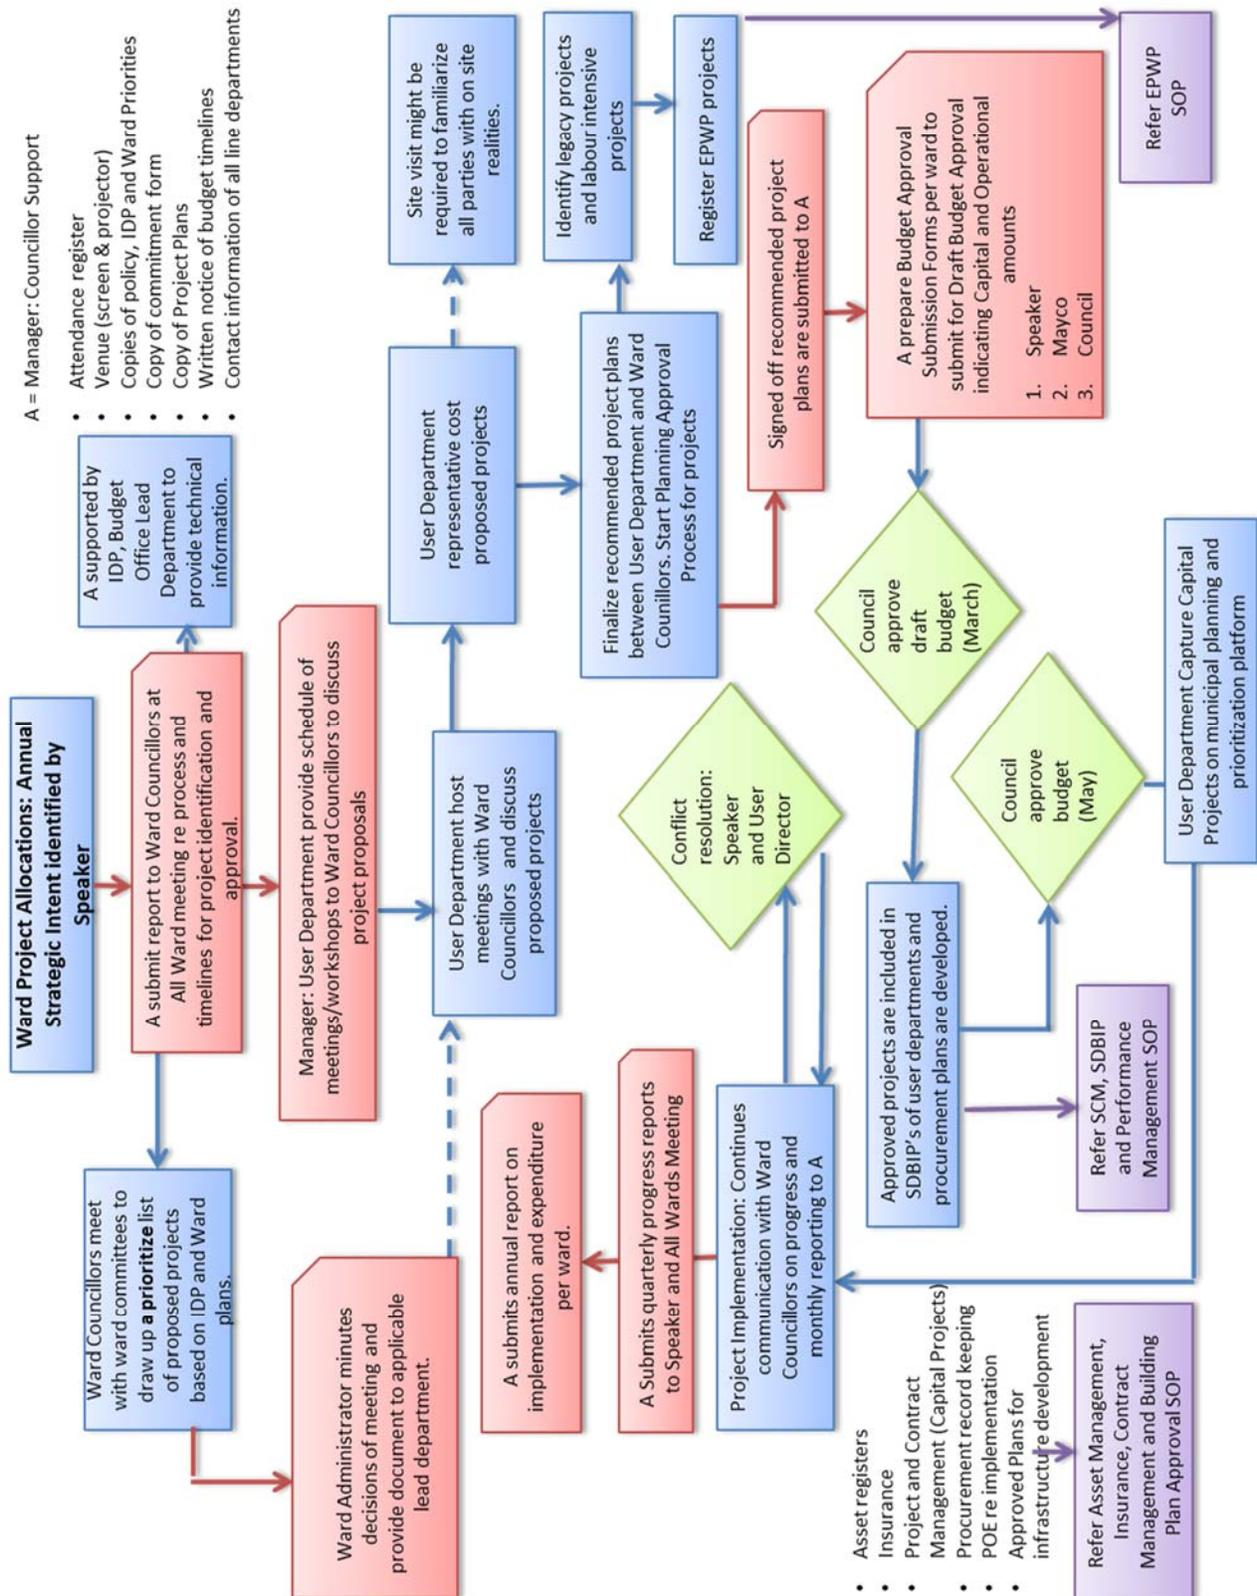 Ward Project Allocations: Annual
Strategic Intent identified by
Speaker
A = Manager: Councillor Support
• Attendance register
• Venue (screen & projector)
• Copies of policy, IDP and Ward Priorities
• Copy of commitment form
• Copy of Project Plans
• Written notice of budget timelines
• Contact information of all line departments
A submit report to Ward Councillors at
All Ward meeting re process and
timelines for project identification and
approval.
A supported by
IDP, Budget
Office Lead
Department to
provide technical
information.
Ward Councillors meet
with ward committees to
draw up a prioritize list
of proposed projects
based on IDP and Ward
plans.
Manager: User Department provide schedule of
meetings/workshops to Ward Councillors to discuss
project proposals
Ward Administrator minutes
decisions of meeting and
provide document to applicable
lead department.
User Department host
meetings with Ward
Councillors and discuss
proposed projects
User Department
representative cost
proposed projects
Site visit might be
required to familiarize
all parties with on site
realities.
Finalize recommended project plans
between User Department and Ward
Counillors. Start Planning Approval
Process for projects
Identify legacy projects
and labour intensive
projects
Register EPWP projects
Refer EPWP
SOP
Signed off recommended project
plans are submitted to A
A prepare Budget Approval
Submission Forms per ward to
submit for Draft Budget Approval
indicating Capital and Operational
amounts
1. Speaker
2. Mayco
3. Council
Council
approve
draft
budget
(March)
Approved projects are included in
SDBIP's of user departments and
procurement plans are developed.
Refer SCM, SDBIP
and Performance
Management SOP
Council
approve
budget
(May)
User Department Capture Capital
Projects on municipal planning and
prioritization platform
Project Implementation: Continues
communication with Ward
Councillors on progress and
monthly reporting to A
Conflict
resolution:
Speaker
and User
Director
A Submits quarterly progress reports
to Speaker and All Wards Meeting
A submits annual report on
implementation and expenditure
per ward.
• Asset registers
• Insurance
• Project and Contract
Management (Capital Projects)
• Procurement record keeping
• POE re implementation
• Approved Plans for
infrastructure development
Refer Asset Management,
Insurance, Contract
Management and Building
Plan Approval SOP